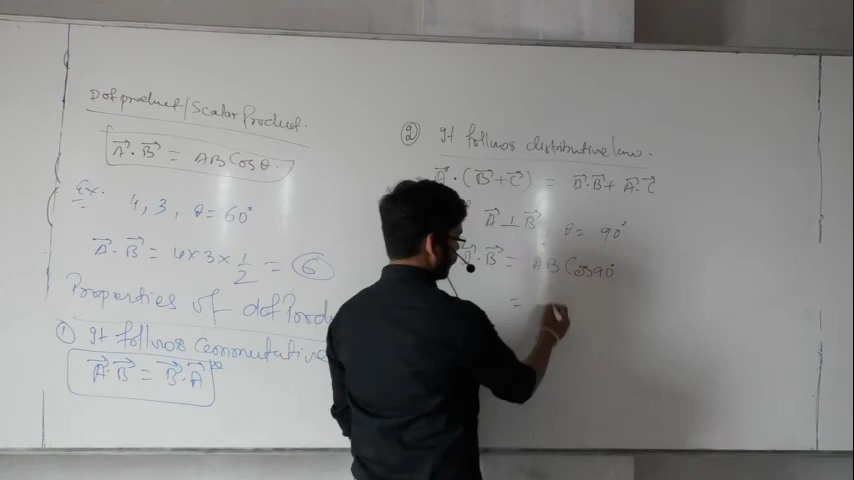 Dot product/Scalar Product.
A⃗·B⃗ = AB Cosθ.
Ex. 4, 3, θ = 60°
A⃗·B⃗ = 4×3×1/2 = 6
Properties of dot
① It follows Commutative
A⃗·B⃗ = B⃗·A⃗
② It follows distributive law.
A⃗·(B⃗+C⃗) = A⃗·B⃗ + A⃗·C⃗
A⃗⊥B⃗, θ = 90°
A⃗·B⃗ = AB Cos90°
=